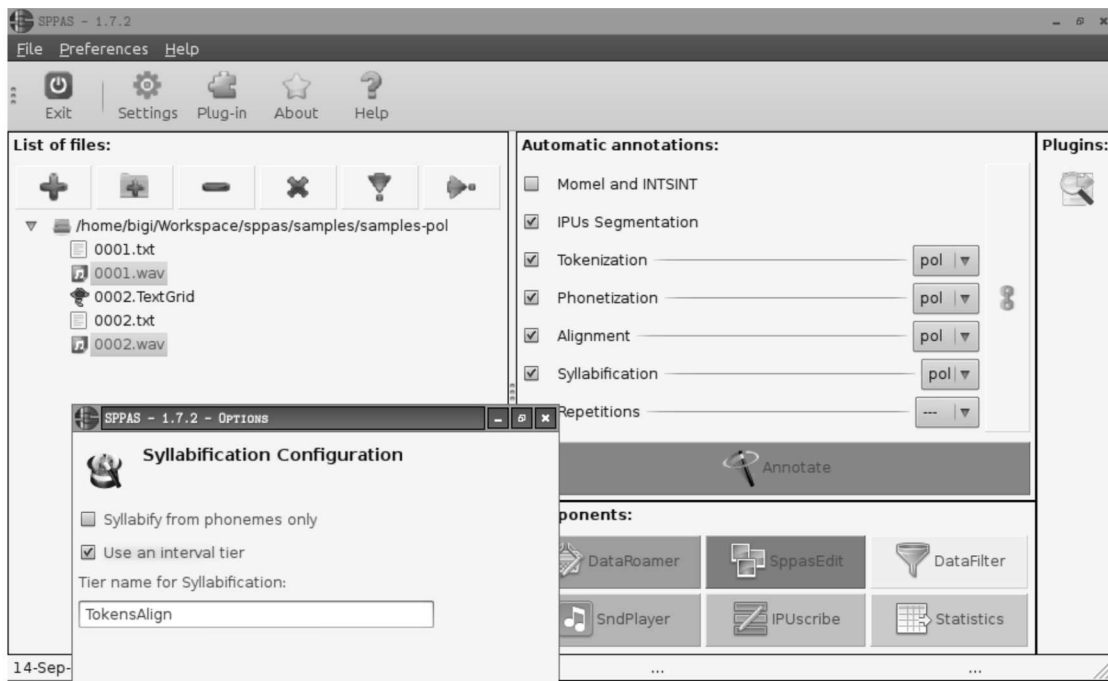 SPPAS - 1.7.2
File Preferences Help
Exit Settings Plug-in About Help
List of files:
/home/bigi/Workspace/sppas/samples/samples-pol
0001.txt
0001.wav
0002.TextGrid
0002.txt
0002.wav
Automatic annotations:
Momel and INTSINT
IPUs Segmentation
Tokenization pol
Phonetization pol
Alignment pol
Syllabification pol
Repetitions ---
Annotate
Plugins:
SPPAS - 1.7.2 - OPTIONS
Syllabification Configuration
Syllabify from phonemes only
Use an interval tier
Tier name for Syllabification:
TokensAlign
ponents:
DataRoamer SppasEdit DataFilter
SndPlayer IPUscribe Statistics
14-Sep- ... ...